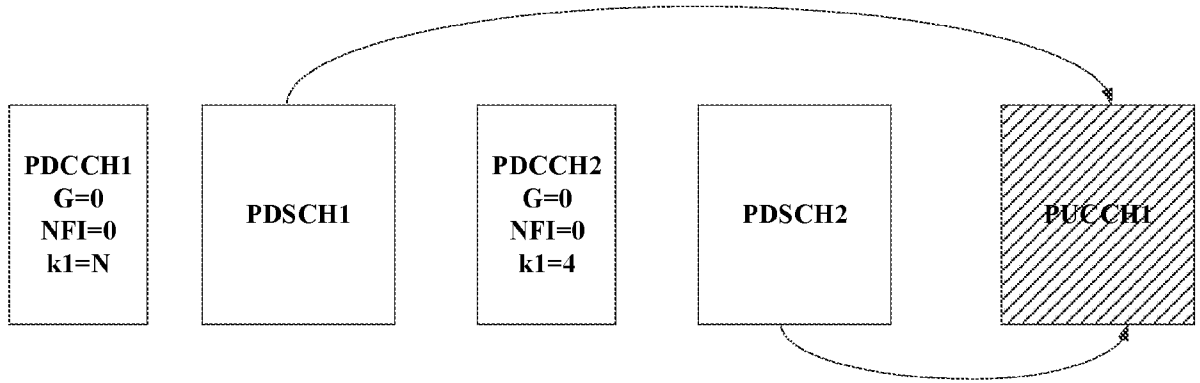 PDCCH1
G=0
NFI=0
k1=N
PDSCH1
PDCCH2
G=0
NFI=0
k1=4
PDSCH2
PUCCH1